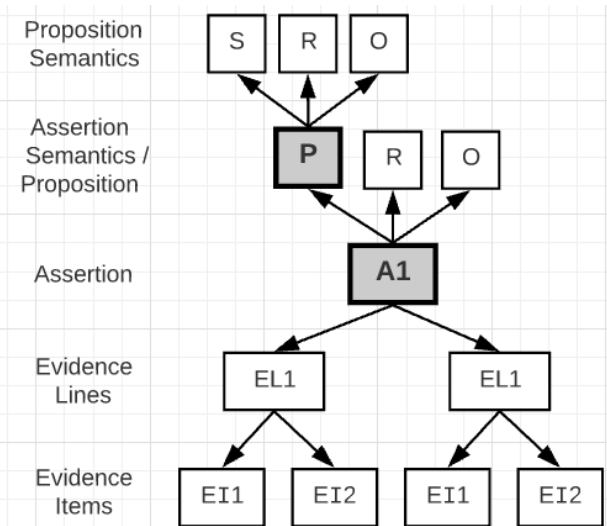 Proposition
Semantics
S R O
Assertion
Semantics /
Proposition
P R O
Assertion
A1
Evidence
Lines
EL1 EL1
Evidence
Items
EI1 EI2 EI1 EI2